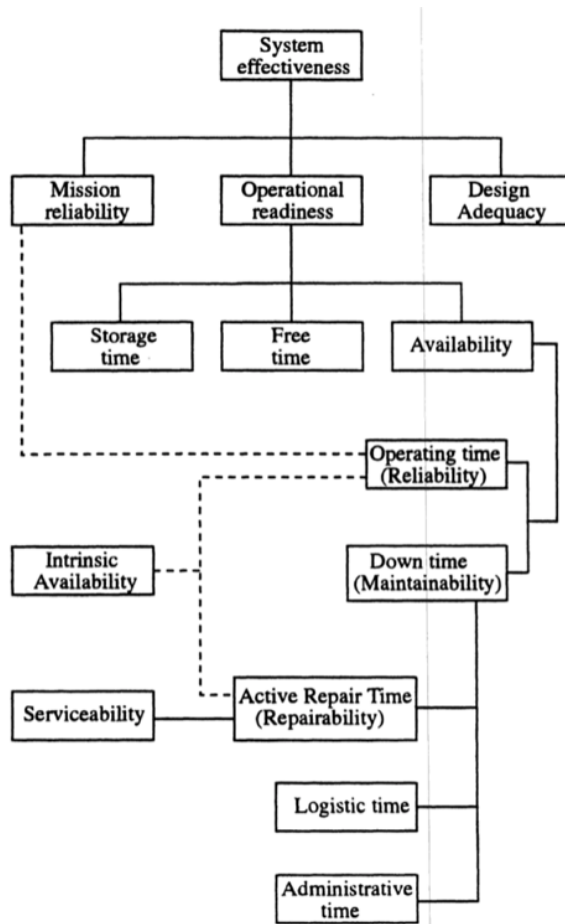 System
effectiveness
Mission
reliability
Operational
readiness
Design
Adequacy
Storage
time
Free
time
Availability
Operating time
(Reliability)
Intrinsic
Availability
Down time
(Maintainability)
Serviceability
Active Repair Time
(Repairability)
Logistic time
Administrative
time